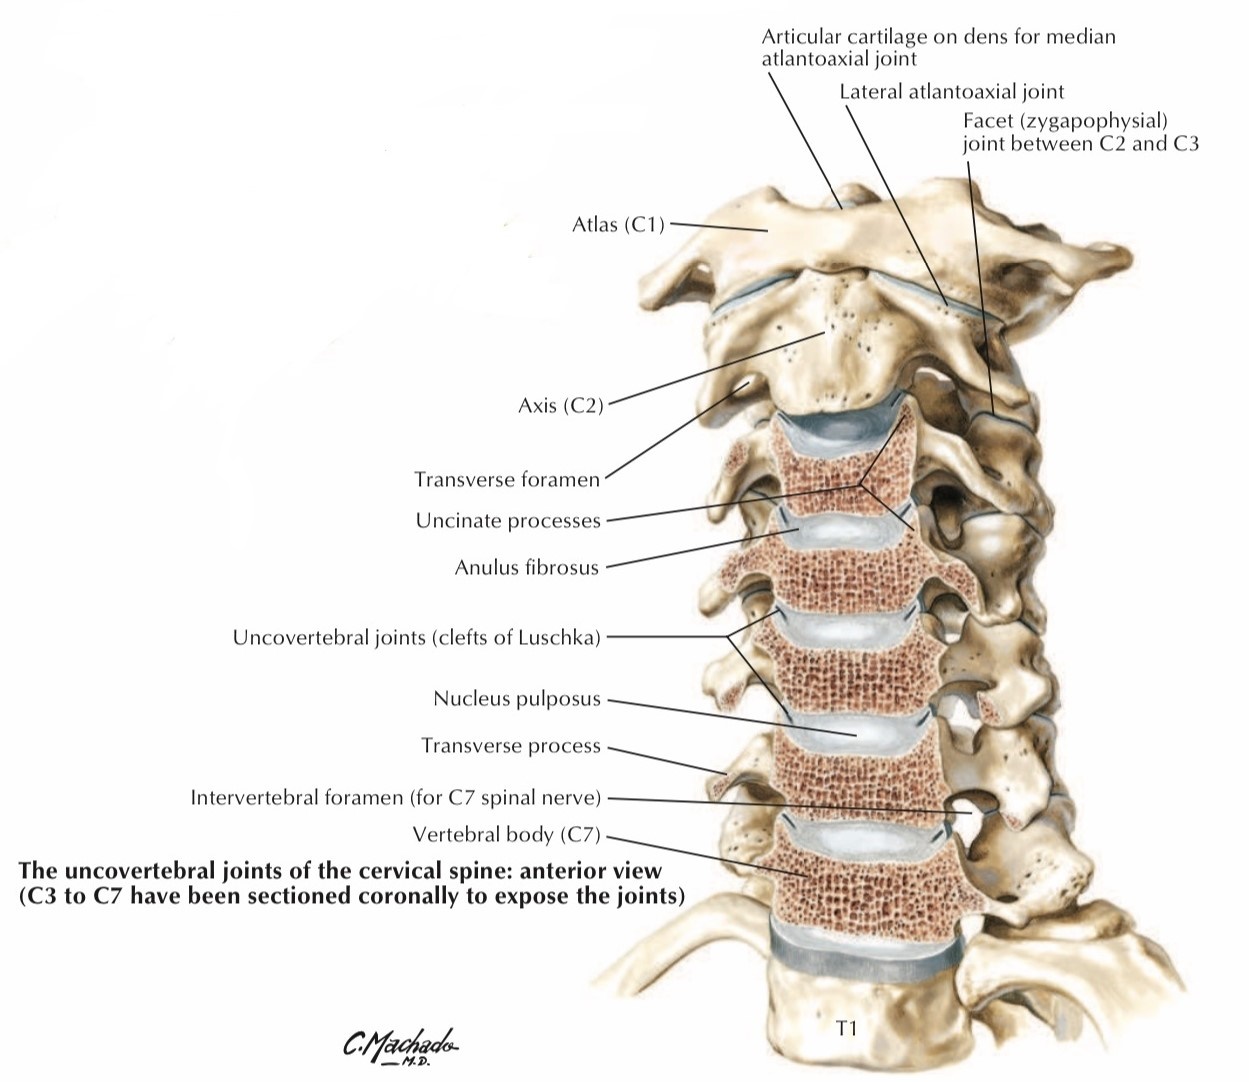 Articular cartilage on dens for median
atlantoaxial joint
Lateral atlantoaxial joint
Facet (zygapophysial)
joint between C2 and C3
Atlas (C1)
Axis (C2)
Transverse foramen
Uncinate processes
Anulus fibrosus
Uncovertebral joints (clefts of Luschka)
Nucleus pulposus
Transverse process
Intervertebral foramen (for C7 spinal nerve)
Vertebral body (C7)
The uncovertebral joints of the cervical spine: anterior view
(C3 to C7 have been sectioned coronally to expose the joints)
T1
C.Machado
M.D.